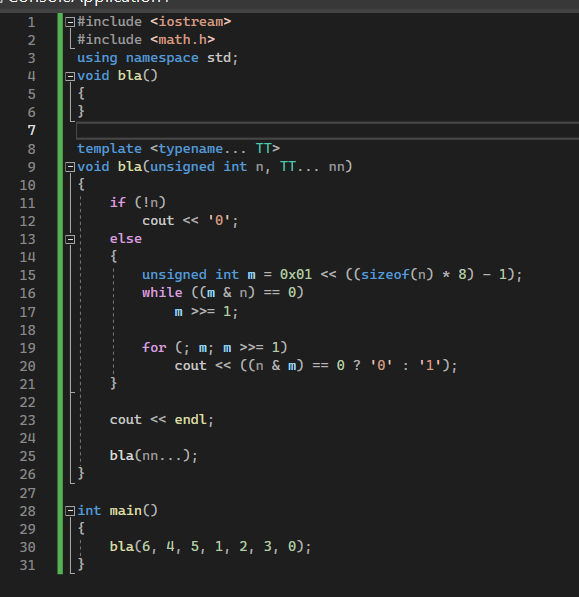 1 #include <iostream>
2 #include <math.h>
3 using namespace std;
4 void bla()
5 {
6 }
7
8 template <typename... TT>
9 void bla(unsigned int n, TT... nn)
10 {
11     if (!n)
12         cout << '0';
13     else
14     {
15         unsigned int m = 0x01 << ((sizeof(n) * 8) - 1);
16         while ((m & n) == 0)
17             m >>= 1;
18
19         for (; m; m >>= 1)
20             cout << ((n & m) == 0 ? '0' : '1');
21     }
22
23     cout << endl;
24
25     bla(nn...);
26 }
27
28 int main()
29 {
30     bla(6, 4, 5, 1, 2, 3, 0);
31 }